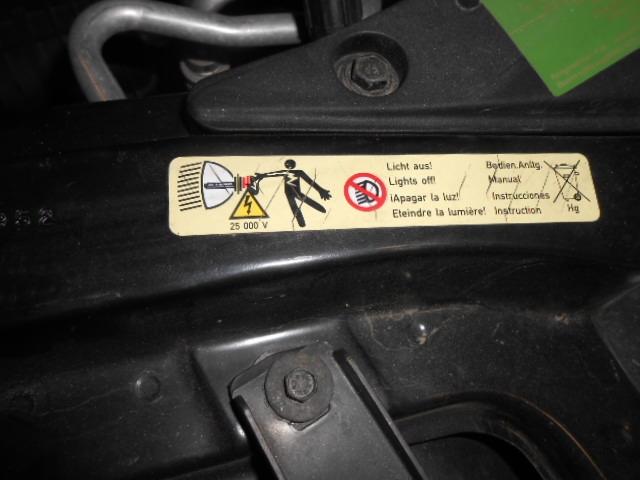 25 000 V
Licht aus! Bedien.Anltg.
Lights off! Manual
¡Apagar la luz! Instrucciones
Eteindre la lumière! Instruction
Hg